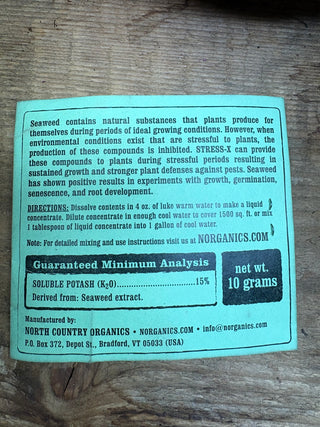 Seaweed contains natural substances that plants produce for
themselves during periods of ideal growing conditions. However, when
environmental conditions exist that are stressful to plants, the
production of these compounds is inhibited. STRESS-X can provide
these compounds to plants during stressful periods resulting in
sustained growth and stronger plant defenses against pests. Seaweed
has shown positive results in experiments with growth, germination,
senescence, and root development.
DIRECTIONS: Dissolve contents in 4 oz. of luke warm water to make a liquid
concentrate. Dilute concentrate in enough cool water to cover 1500 sq. ft. or mix
1 tablespoon of liquid concentrate into 1 gallon of cool water.
Note: For detailed mixing and use instructions visit us at NORGANICS.COM
Guaranteed Minimum Analysis
SOLUBLE POTASH (K₂O)........................15%
Derived from: Seaweed extract.
net wt.
10 grams
Manufactured by:
NORTH COUNTRY ORGANICS • NORGANICS.COM • info@norganics.com
P.O. Box 372, Depot St., Bradford, VT 05033 (USA)